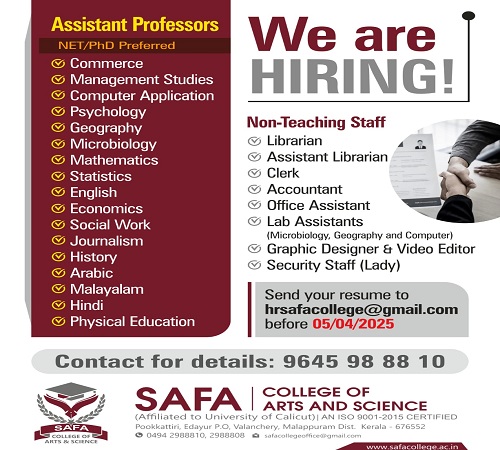 Assistant Professors
NET/PhD Preferred
Commerce
Management Studies
Computer Application
Psychology
Geography
Microbiology
Mathematics
Statistics
English
Economics
Social Work
Journalism
History
Arabic
Malayalam
Hindi
Physical Education
We are
HIRING!
Non-Teaching Staff
Librarian
Assistant Librarian
Clerk
Accountant
Office Assistant
Lab Assistants
(Microbiology, Geography and Computer)
Graphic Designer & Video Editor
Security Staff (Lady)
Send your resume to
hrsafacollege@gmail.com
before 05/04/2025
Contact for details: 9645 98 88 10
SAFA
COLLEGE OF
ARTS & SCIENCE
SAFA COLLEGE OF
ARTS AND SCIENCE
(Affiliated to University of Calicut) | AN ISO 9001-2015 CERTIFIED
Pookkattiri, Edayur P.O, Valanchery, Malappuram Dist. Kerala - 676552
0494 2988810, 2988808 safacollegeoffice@gmail.com
www.safacollege.ac.in